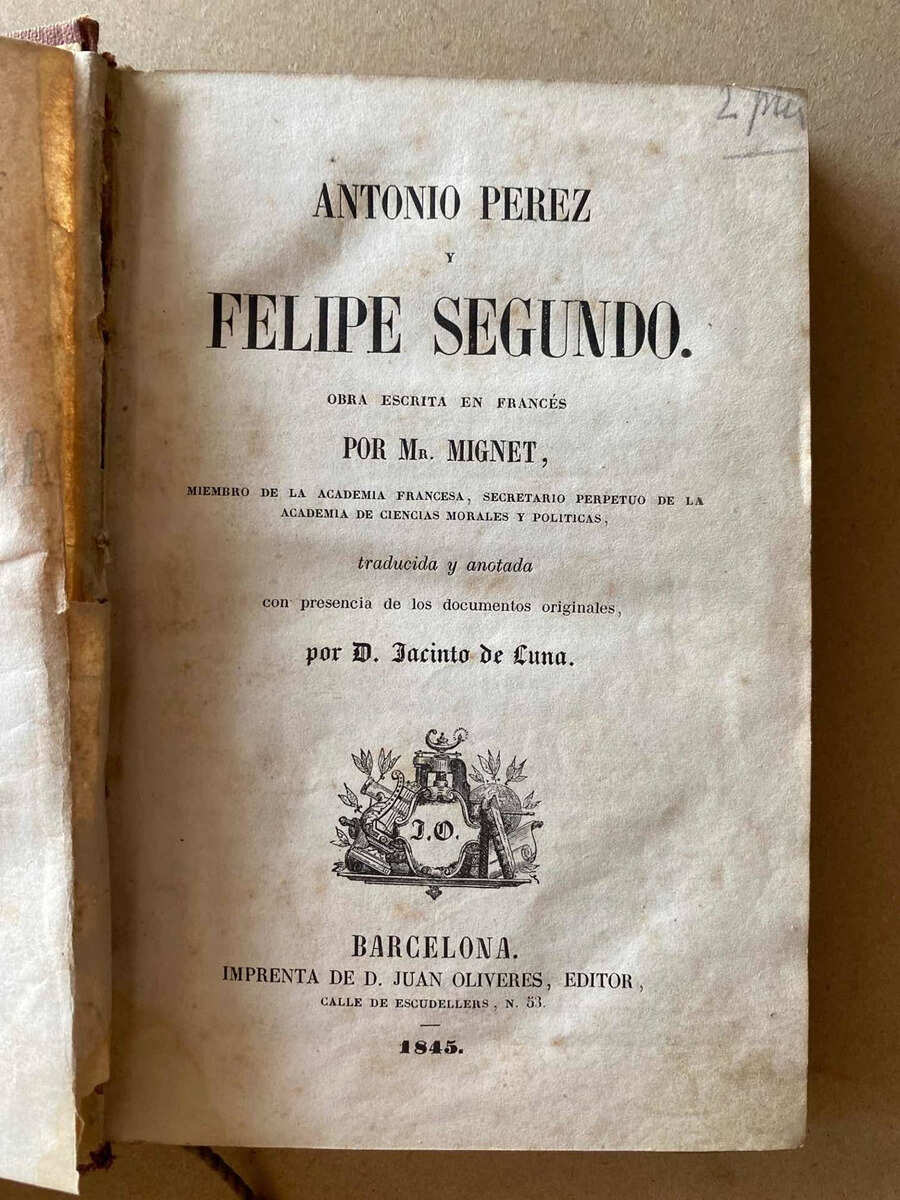 ANTONIO PEREZ
Y
FELIPE SEGUNDO.
OBRA ESCRITA EN FRANCÉS
POR MR. MIGNET,
MIEMBRO DE LA ACADEMIA FRANCESA, SECRETARIO PERPETUO DE LA
ACADEMIA DE CIENCIAS MORALES Y POLITICAS,
traducida y anotada
con presencia de los documentos originales,
por D. Jacinto de Luna.
J.O.
BARCELONA.
IMPRENTA DE D. JUAN OLIVERES, EDITOR,
CALLE DE ESCUDELLERS, N. 53.
1845.